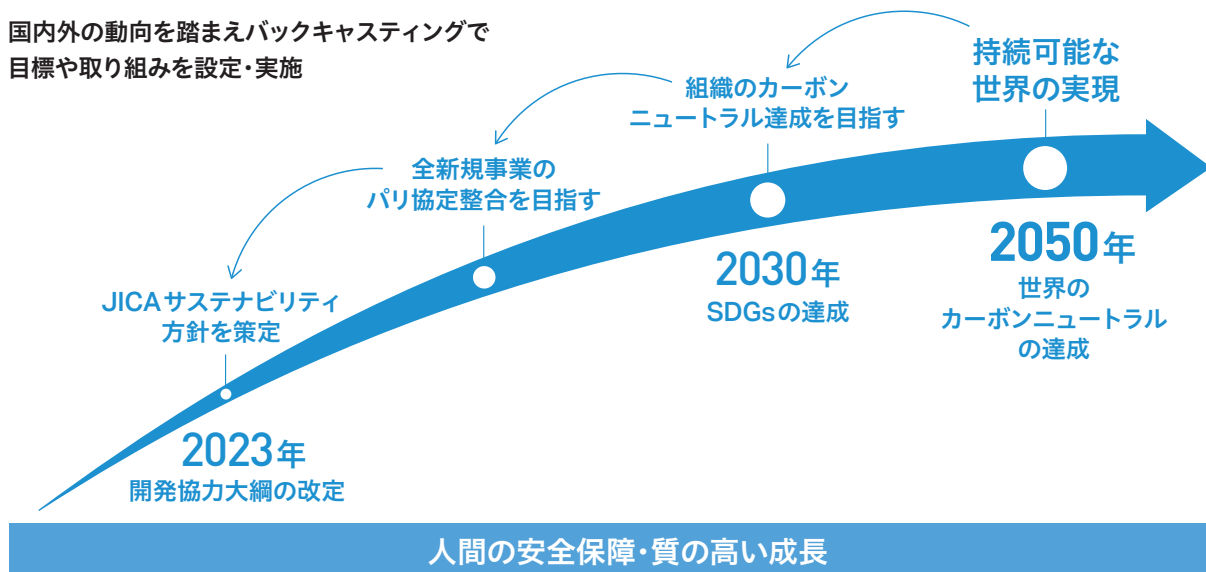 国内外の動向を踏まえバックキャスティングで
目標や取り組みを設定・実施
持続可能な
世界の実現
組織のカーボン
ニュートラル達成を目指す
全新規事業の
パリ協定整合を目指す
JICAサステナビリティ
方針を策定
2023年
開発協力大綱の改定
2030年
SDGsの達成
2050年
世界の
カーボンニュートラル
の達成
人間の安全保障・質の高い成長